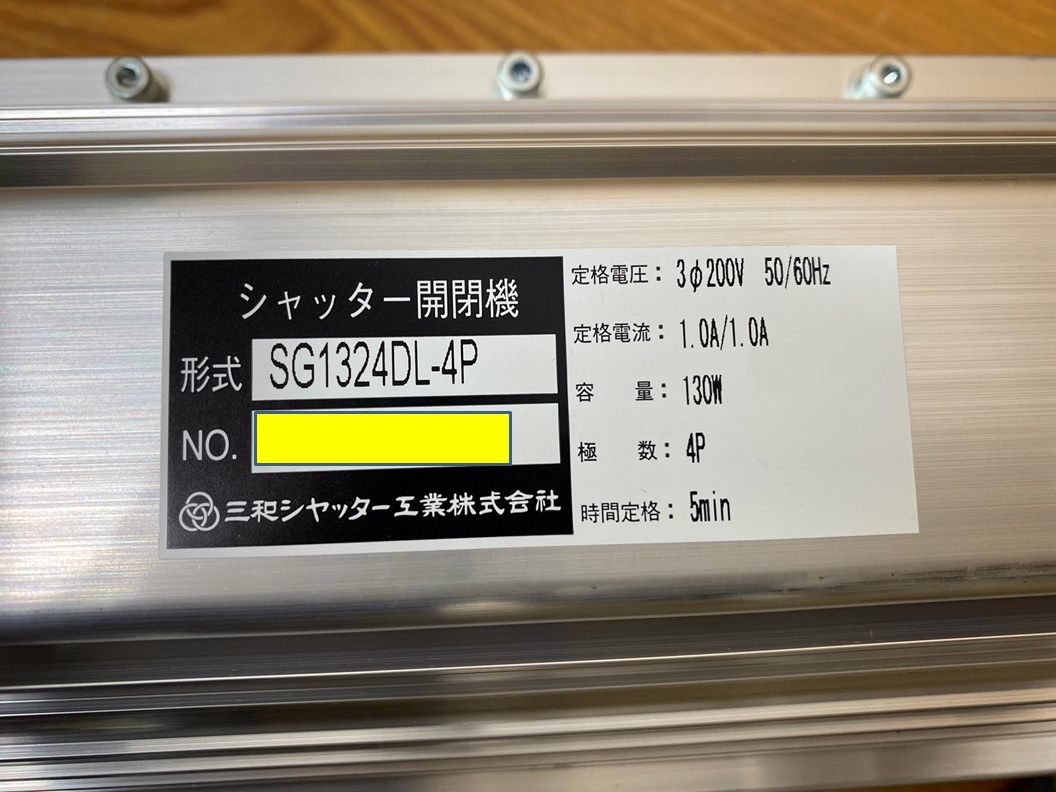 シャッター開閉機
形式 SG1324DL-4P
NO.
三和シヤッター工業株式会社
定格電圧: 3φ200V 50/60Hz
定格電流: 1.0A/1.0A
容量: 130W
極数: 4P
時間定格: 5min